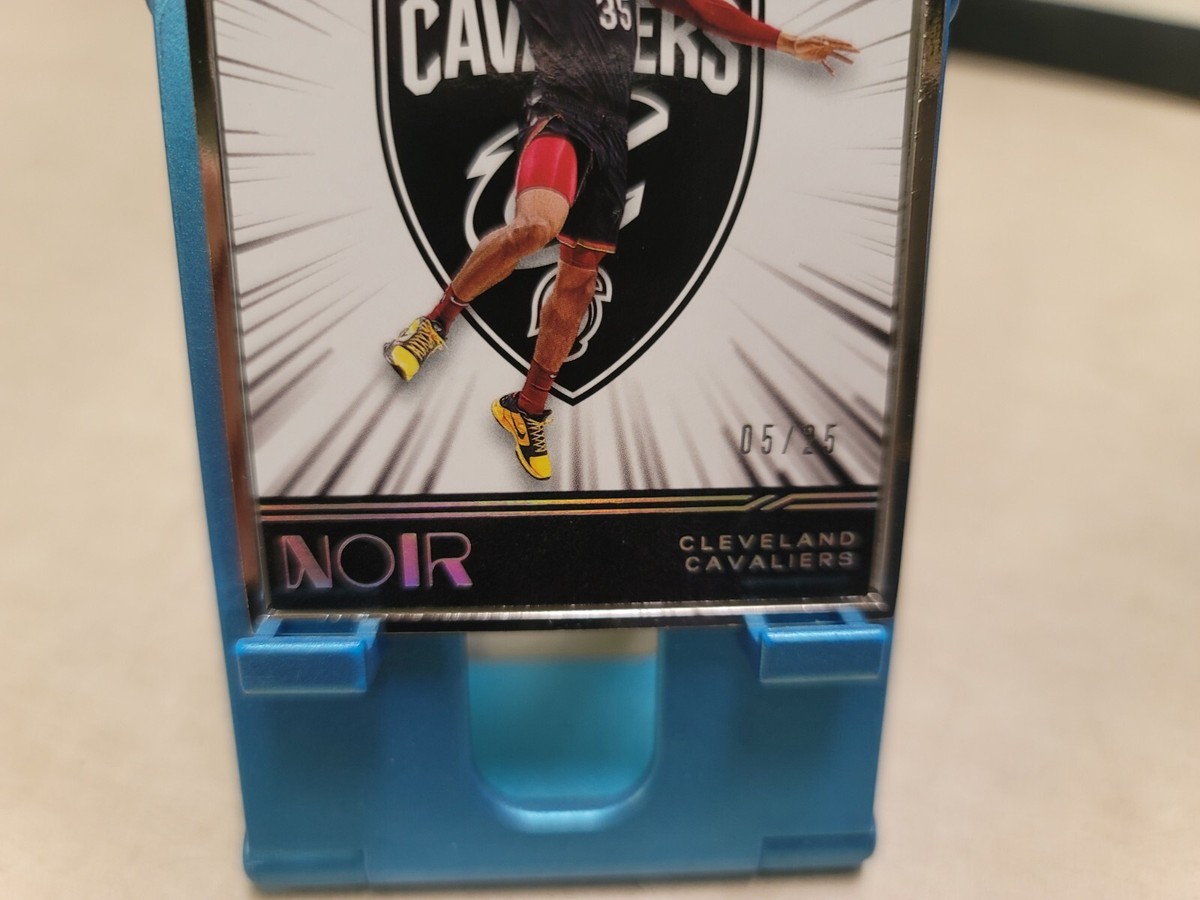 CAVALIERS
35
05/25
NOIR
CLEVELAND
CAVALIERS